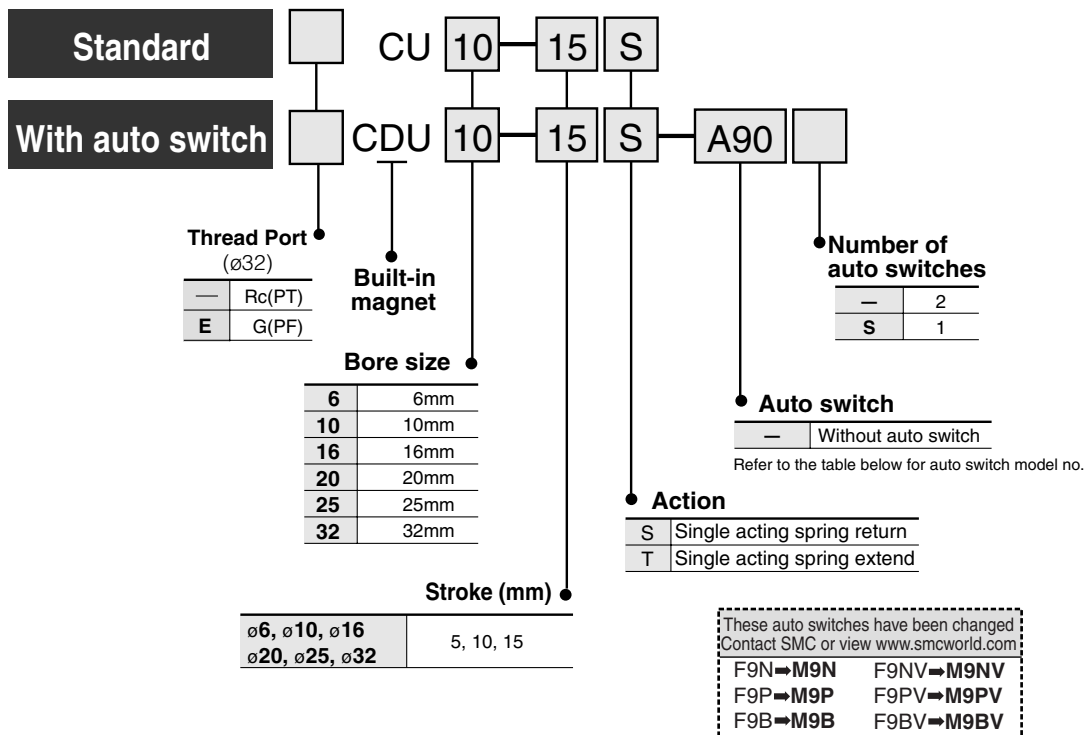 Standard
CU 10 — 15 S
With auto switch
CDU 10 — 15 S — A90
Thread Port
(ø32)
— Rc(PT)
E G(PF)
Built-in
magnet
Number of
auto switches
— 2
S 1
Bore size
6 6mm
10 10mm
16 16mm
20 20mm
25 25mm
32 32mm
Auto switch
— Without auto switch
Refer to the table below for auto switch model no.
Action
S Single acting spring return
T Single acting spring extend
Stroke (mm)
ø6, ø10, ø16
ø20, ø25, ø32
5, 10, 15
These auto switches have been changed
Contact SMC or view www.smcworld.com
F9N➡M9N F9NV➡M9NV
F9P➡M9P F9PV➡M9PV
F9B➡M9B F9BV➡M9BV